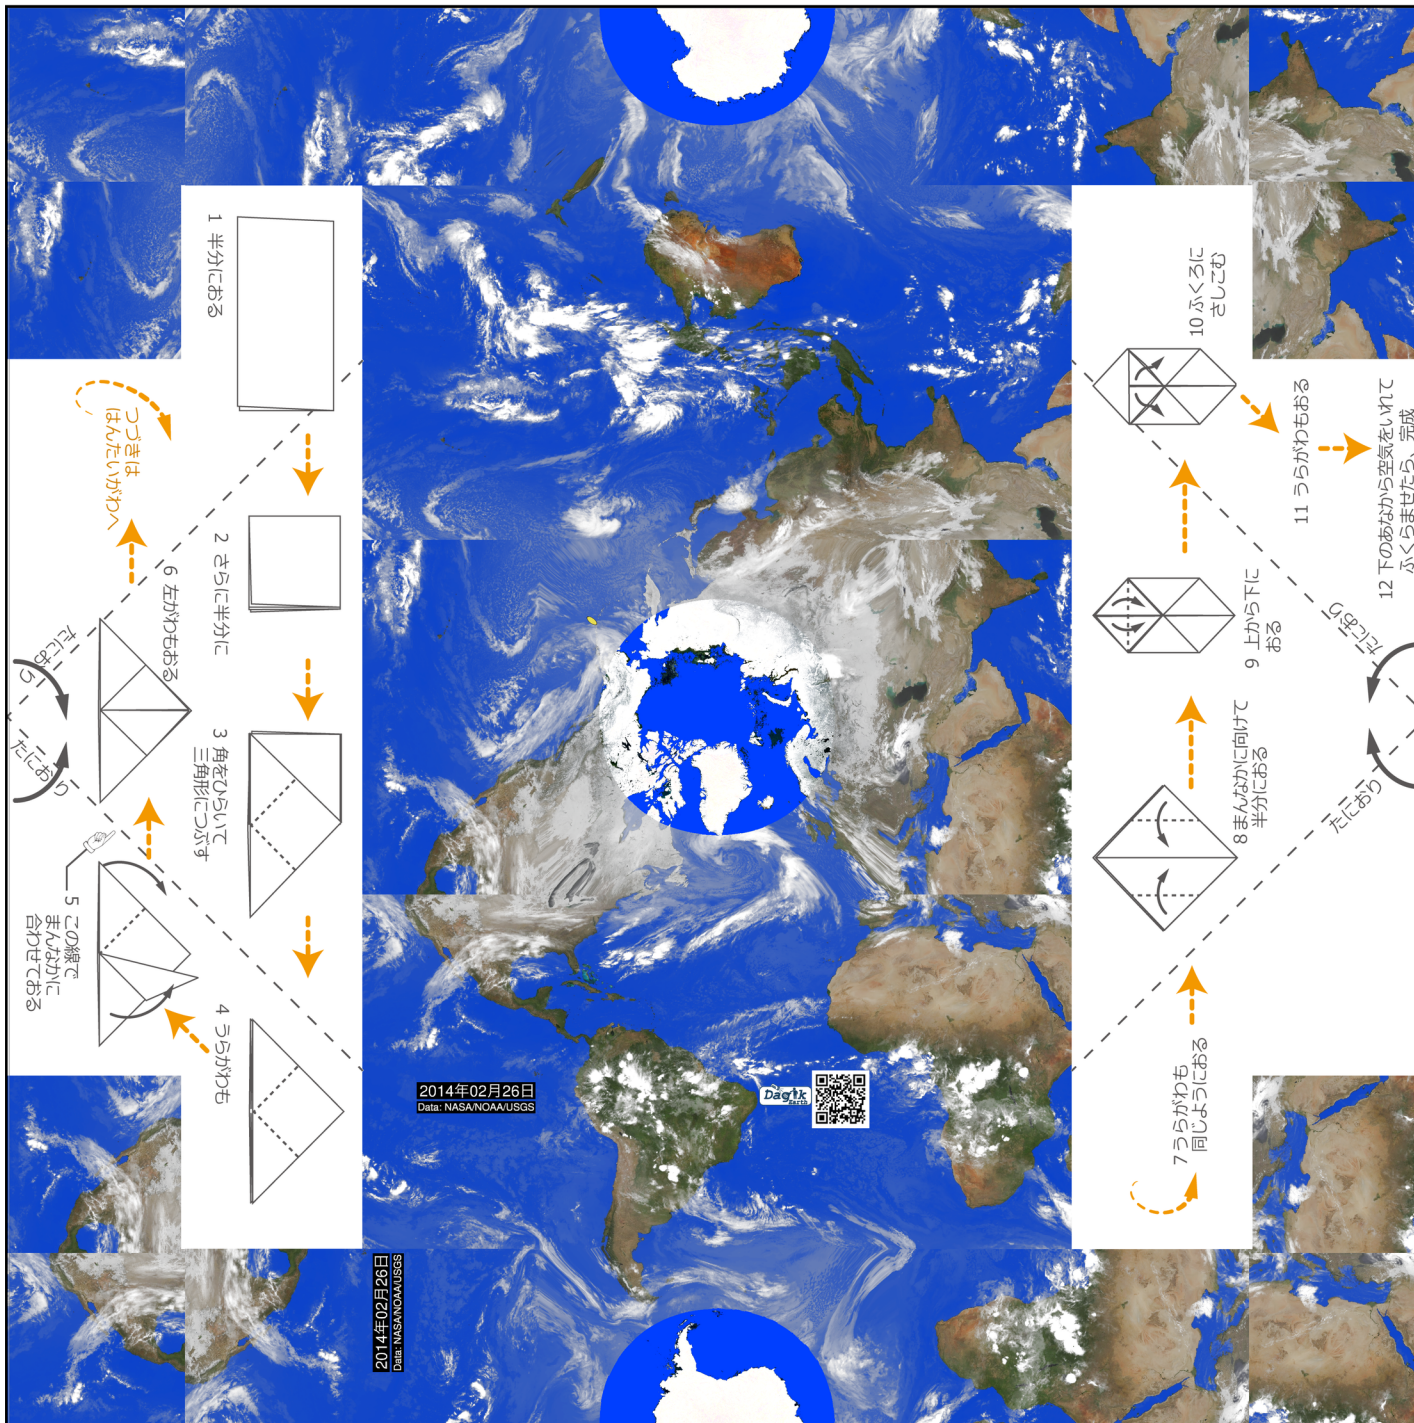 1 半分におる
2 さらに半分に
3 角をひらいて
三角形につぶす
4 うらがわも
5 この線で
まんなかに
合わせておる
6 左がわもおる
つづきは
はんたいがわへ
たにおり
たにおり
7 うらがわも
同じようにおる
8 まんなかに向けて
半分におる
9 上から下に
おる
10 ふくろに
さしこむ
11 うらがわもおる
12 下のあなから空気をいれて
ふくらませたら、完成
たにおり
たにおり
2014年02月26日
Data: NASA/NOAA/USGS
Dagik
Earth
2014年02月26日
Data: NASA/NOAA/USGS